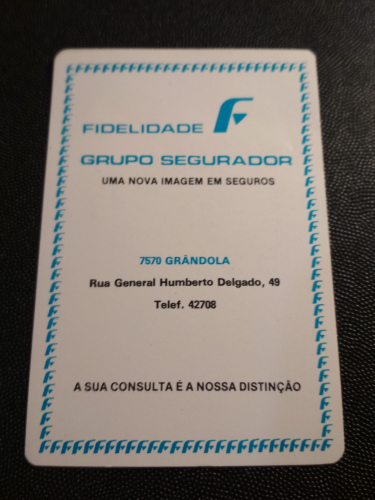 FIDELIDADE F
GRUPO SEGURADOR
UMA NOVA IMAGEM EM SEGUROS
7570 GRÂNDOLA
Rua General Humberto Delgado, 49
Telef. 42708
A SUA CONSULTA É A NOSSA DISTINÇÃO